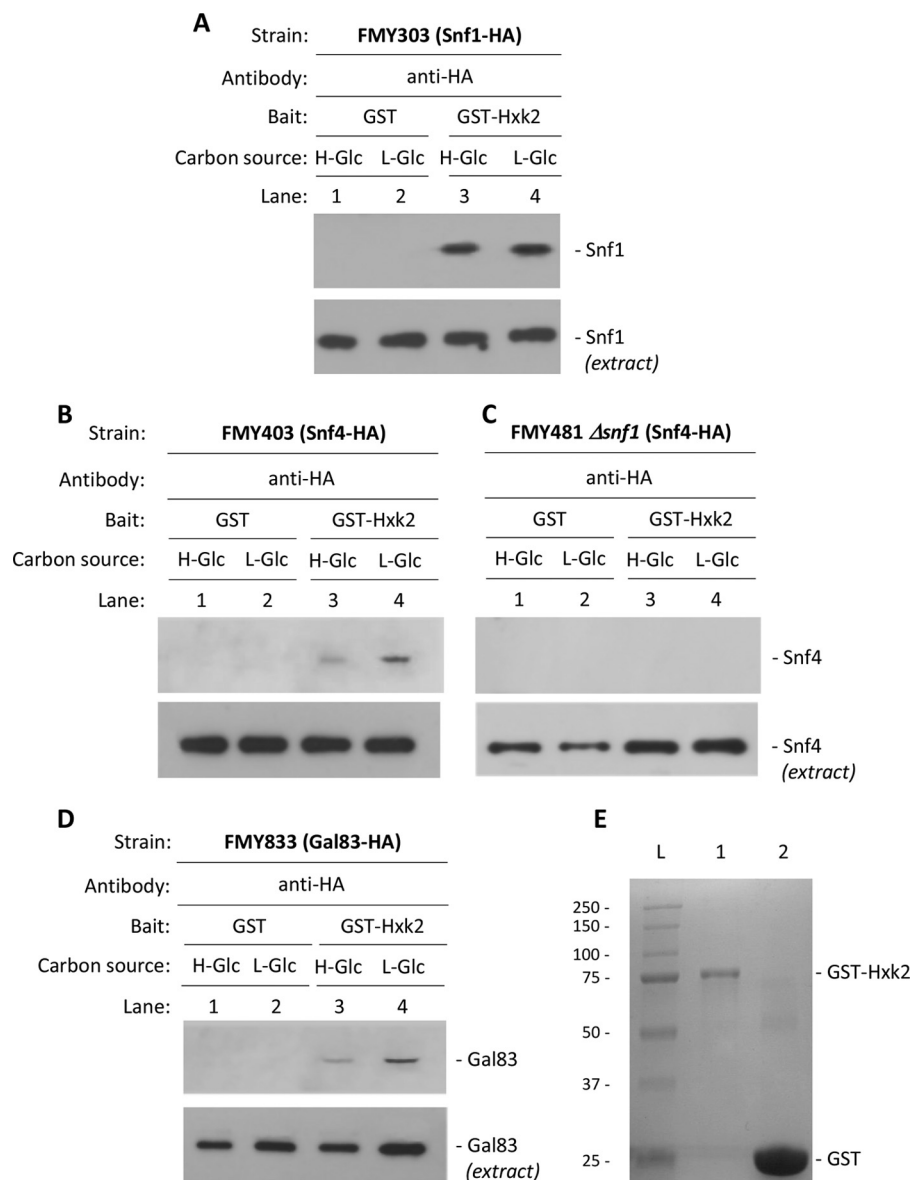 A
Strain: FMY303 (Snf1-HA)
Antibody: anti-HA
Bait: GST GST-Hxk2
Carbon source: H-Glc L-Glc H-Glc L-Glc
Lane: 1 2 3 4
- Snf1
- Snf1
(extract)
B
Strain: FMY403 (Snf4-HA)
Antibody: anti-HA
Bait: GST GST-Hxk2
Carbon source: H-Glc L-Glc H-Glc L-Glc
Lane: 1 2 3 4
C
FMY481 Δsnf1 (Snf4-HA)
anti-HA
GST GST-Hxk2
H-Glc L-Glc H-Glc L-Glc
1 2 3 4
- Snf4
- Snf4
(extract)
D
Strain: FMY833 (Gal83-HA)
Antibody: anti-HA
Bait: GST GST-Hxk2
Carbon source: H-Glc L-Glc H-Glc L-Glc
Lane: 1 2 3 4
- Gal83
- Gal83
(extract)
E
L 1 2
250 -
150 -
100 -
75 - - GST-Hxk2
50 -
37 -
25 - - GST